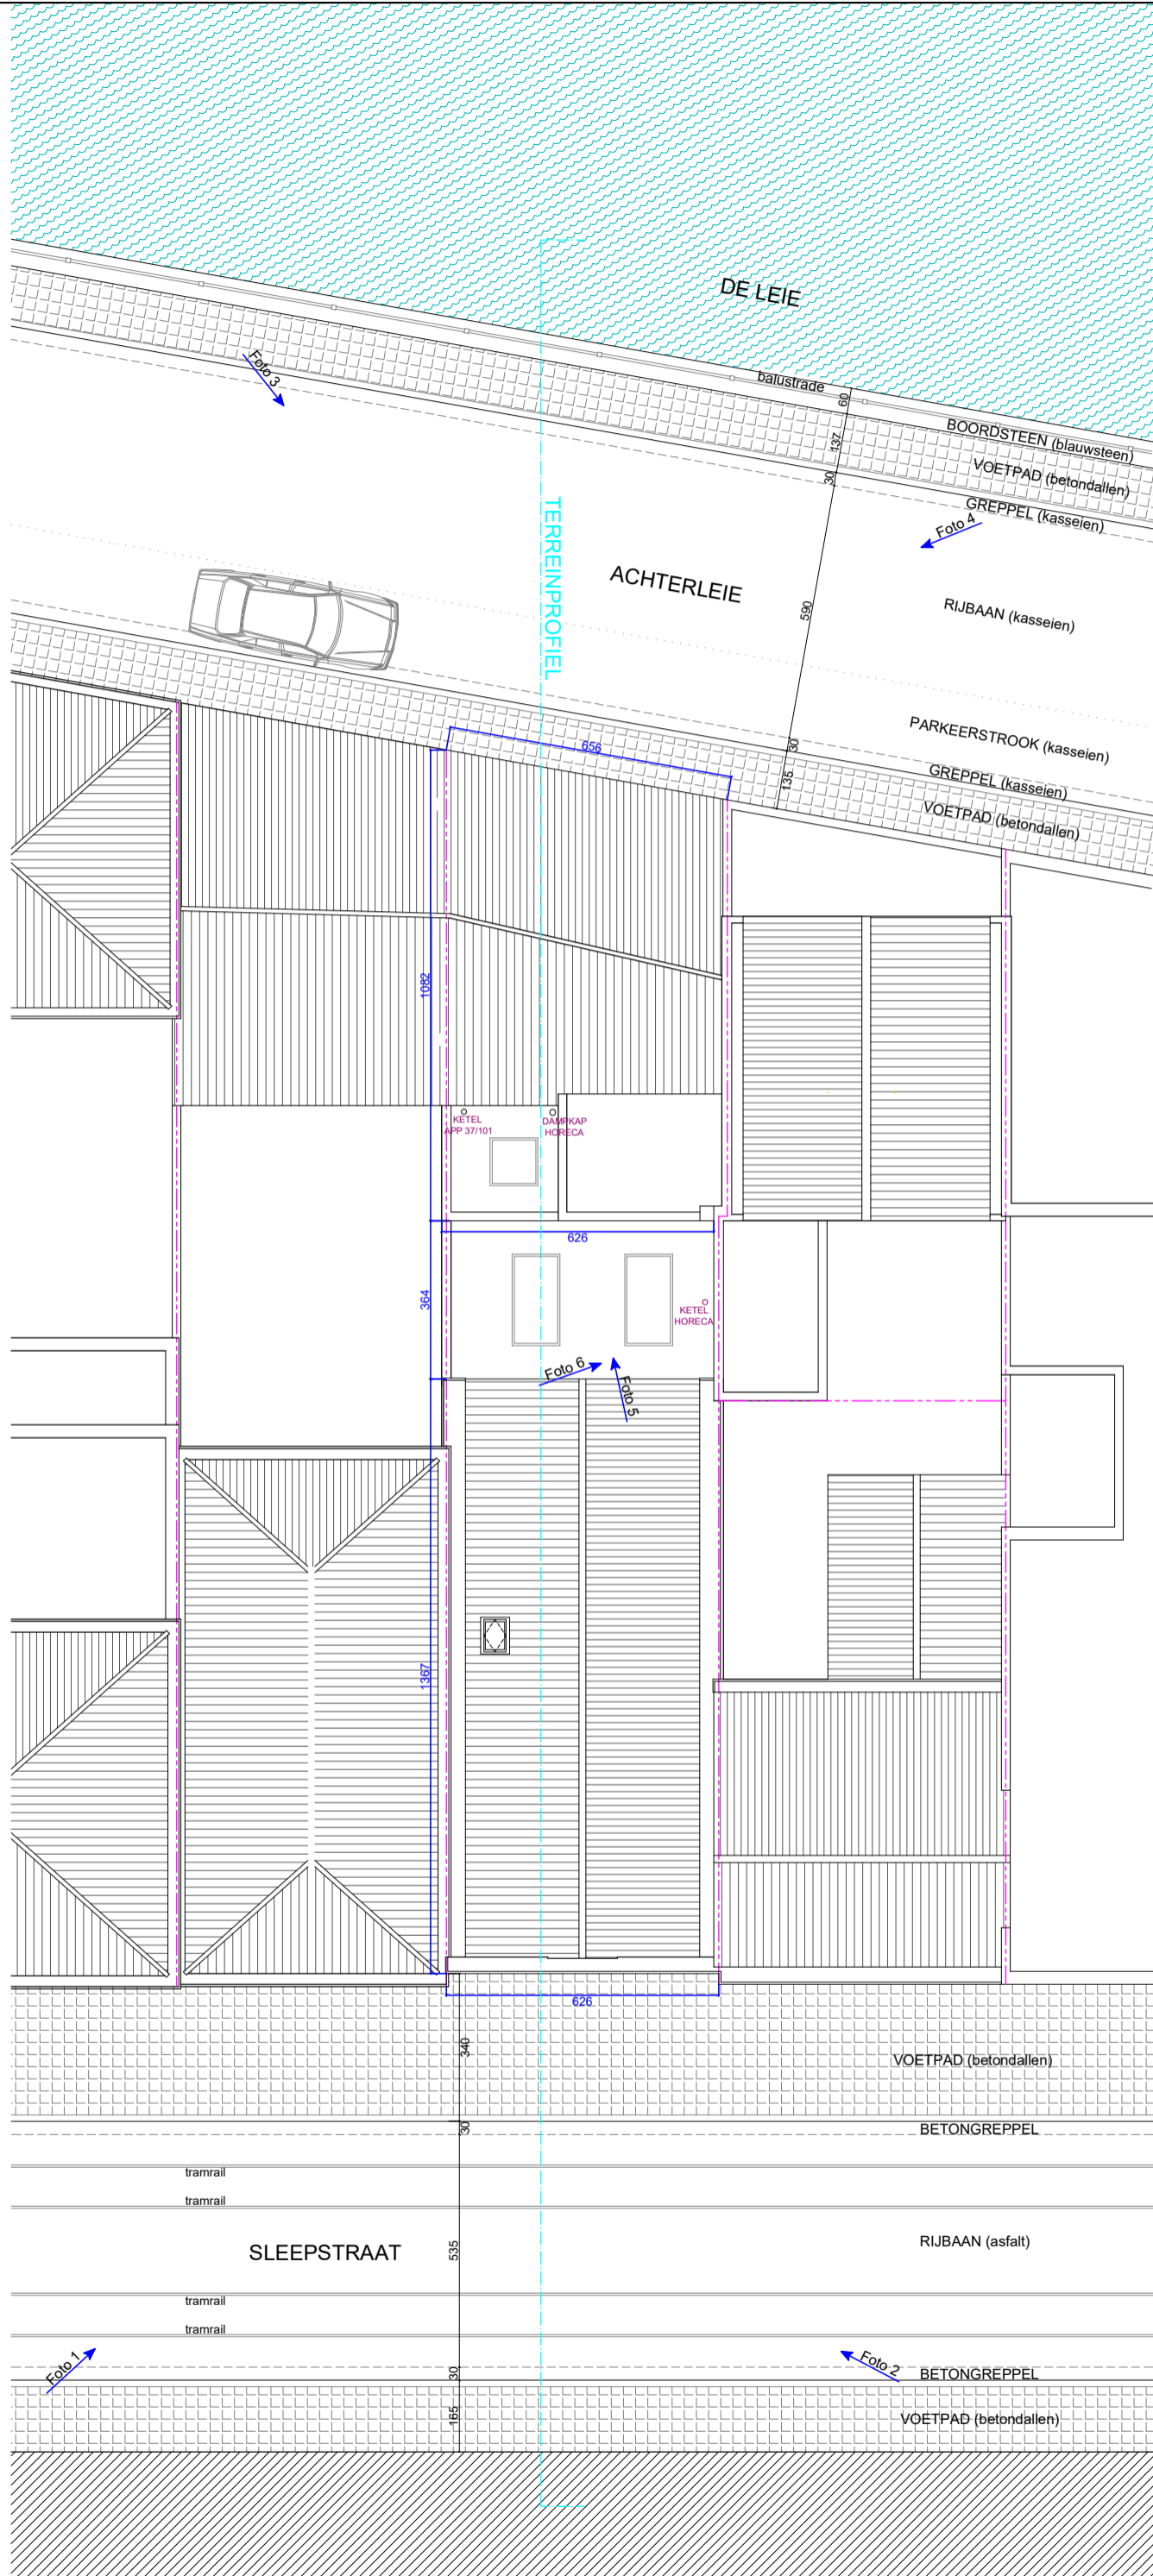 DE LEIE
Foto 3
balustrade
60
BOORDSTEEN (blauwsteen)
137
VOETPAD (betondallen)
30
GREPPEL (kasseien)
Foto 4
TERREINPROFIEL
ACHTERLEIE
590
RIJBAAN (kasseien)
PARKEERSTROOK (kasseien)
656
30
GREPPEL (kasseien)
135
VOETPAD (betondallen)
1082
KETEL
APP 37/101
DAMPKAP
HORECA
626
364
KETEL
HORECA
Foto 6
Foto 5
1367
626
340
VOETPAD (betondallen)
30
BETONGREPPEL
tramrail
tramrail
SLEEPSTRAAT
535
RIJBAAN (asfalt)
tramrail
tramrail
Foto 1
Foto 2
30
BETONGREPPEL
165
VOETPAD (betondallen)